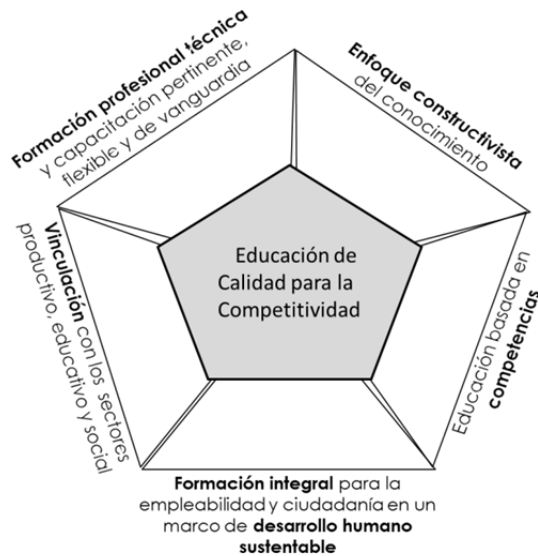 Formación profesional técnica
y capacitación pertinente,
flexible y de vanguardia
Enfoque constructivista
del conocimiento
Educación de
Calidad para la
Competitividad
Vinculación con los sectores
productivo, educativo y social
Educación basada en
competencias
Formación integral para la
empleabilidad y ciudadanía en un
marco de desarrollo humano
sustentable